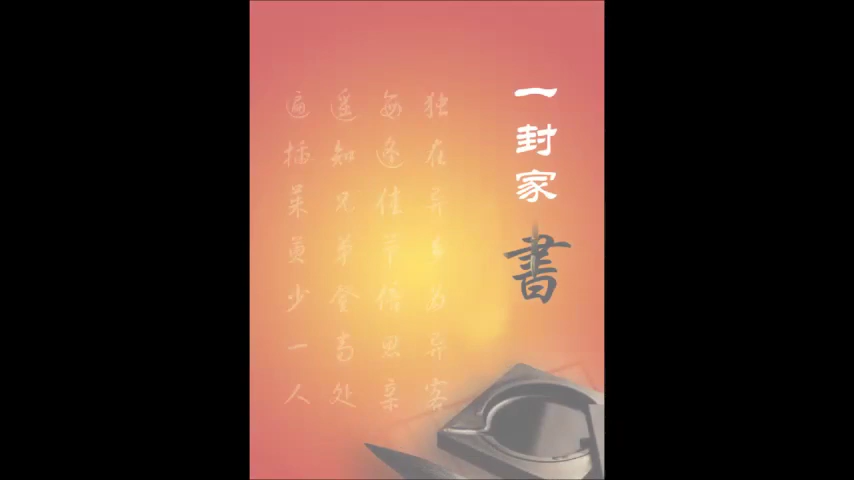 一封家書
独在异乡为异客
每逢佳节倍思亲
遥知兄弟登高处
遍插茱萸少一人